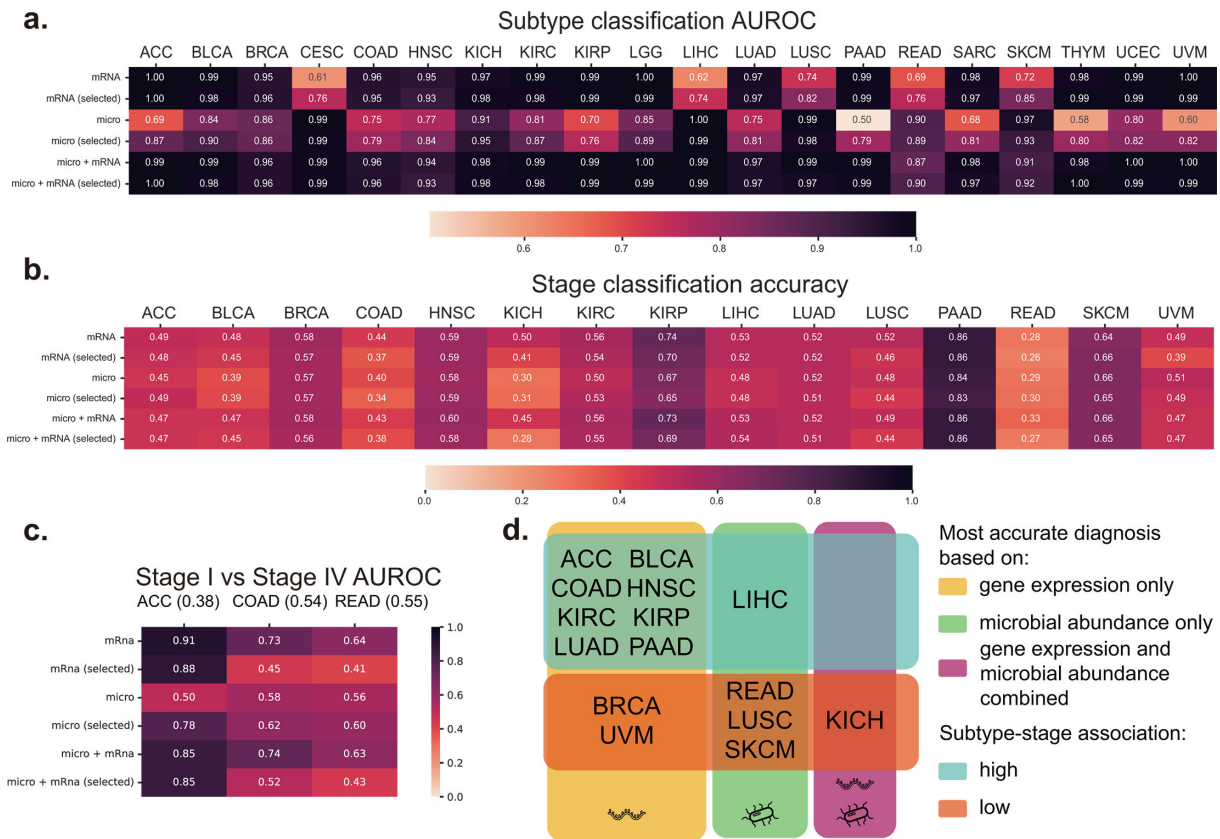 a.
Subtype classification AUROC
ACC BLCA BRCA CESC COAD HNSC KICH KIRC KIRP LGG LIHC LUAD LUSC PAAD READ SARC SKCM THYM UCEC UVM
mRNA 1.00 0.99 0.95 0.61 0.96 0.95 0.97 0.99 0.99 1.00 0.62 0.97 0.74 0.99 0.69 0.98 0.72 0.98 0.99 1.00
mRNA (selected) 1.00 0.98 0.96 0.76 0.95 0.93 0.98 0.98 0.99 0.99 0.74 0.97 0.82 0.99 0.76 0.97 0.85 0.99 0.99 0.99
micro 0.69 0.84 0.86 0.99 0.75 0.77 0.91 0.81 0.70 0.85 1.00 0.75 0.99 0.50 0.90 0.68 0.97 0.58 0.80 0.60
micro (selected) 0.87 0.90 0.86 0.99 0.79 0.84 0.91 0.87 0.76 0.89 0.99 0.81 0.98 0.79 0.89 0.81 0.93 0.80 0.82 0.82
micro + mRNA 0.99 0.99 0.96 0.99 0.96 0.94 0.98 0.99 0.99 1.00 0.99 0.97 0.99 0.99 0.87 0.98 0.91 0.98 1.00 1.00
micro + mRNA (selected) 1.00 0.98 0.96 0.99 0.96 0.93 0.98 0.98 0.99 0.99 0.99 0.97 0.98 0.99 0.90 0.97 0.92 1.00 0.99 0.99
0.6 0.7 0.8 0.9 1.0
b.
Stage classification accuracy
ACC BLCA BRCA COAD HNSC KICH KIRC KIRP LIHC LUAD LUSC PAAD READ SKCM UVM
mRNA 0.49 0.48 0.58 0.44 0.59 0.50 0.56 0.74 0.53 0.52 0.52 0.86 0.28 0.64 0.49
mRNA (selected) 0.48 0.45 0.57 0.37 0.59 0.41 0.54 0.70 0.52 0.52 0.46 0.86 0.26 0.66 0.39
micro 0.45 0.39 0.57 0.40 0.58 0.30 0.50 0.67 0.48 0.52 0.48 0.84 0.29 0.66 0.51
micro (selected) 0.49 0.39 0.57 0.34 0.59 0.31 0.53 0.65 0.48 0.51 0.44 0.83 0.30 0.65 0.49
micro + mRNA 0.47 0.47 0.58 0.43 0.60 0.45 0.56 0.73 0.53 0.52 0.49 0.86 0.33 0.66 0.47
micro + mRNA (selected) 0.47 0.45 0.56 0.38 0.58 0.28 0.55 0.69 0.54 0.51 0.44 0.86 0.27 0.65 0.47
0.0 0.2 0.4 0.6 0.8 1.0
c.
Stage I vs Stage IV AUROC
ACC (0.38) COAD (0.54) READ (0.55)
mRna 0.91 0.73 0.64
mRna (selected) 0.88 0.45 0.41
micro 0.50 0.58 0.56
micro (selected) 0.78 0.62 0.60
micro + mRna 0.85 0.74 0.63
micro + mRna (selected) 0.85 0.52 0.43
1.0
0.8
0.6
0.4
0.2
0.0
d.
ACC BLCA
COAD HNSC
KIRC KIRP
LUAD PAAD
LIHC
BRCA
UVM
READ
LUSC
SKCM
KICH
Most accurate diagnosis
based on:
gene expression only
microbial abundance only
gene expression and
microbial abundance
combined
Subtype-stage association:
high
low